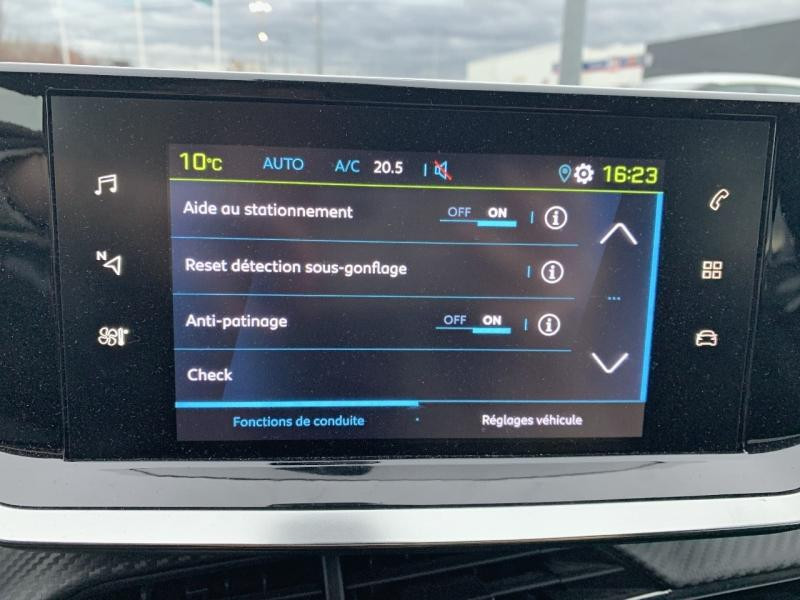 10°C AUTO A/C 20.5 16:23
Aide au stationnement OFF ON
Reset détection sous-gonflage
Anti-patinage OFF ON
Check
Fonctions de conduite Réglages véhicule
N